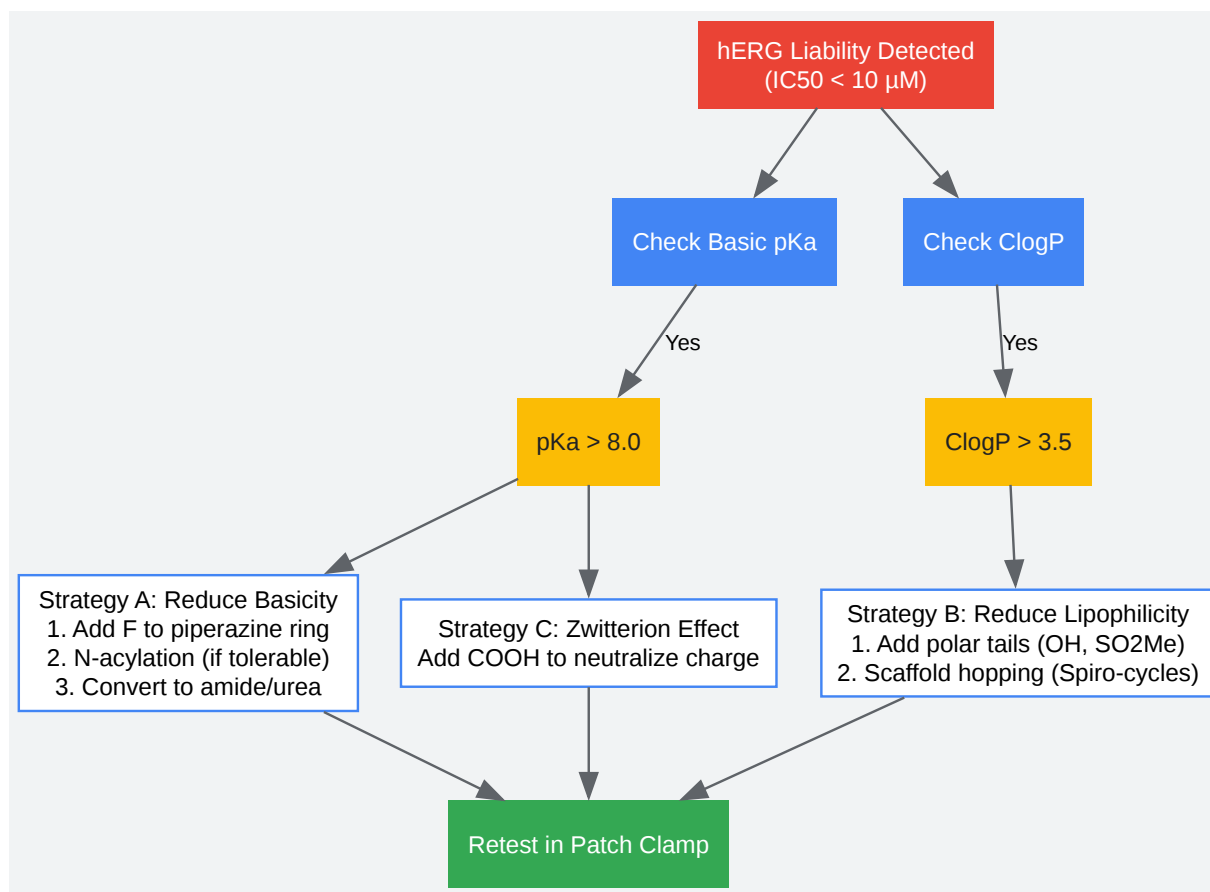 hERG Liability Detected
(IC50 < 10 µM)
Check Basic pKa
Check ClogP
Yes
Yes
pKa > 8.0
ClogP > 3.5
Strategy A: Reduce Basicity
1. Add F to piperazine ring
2. N-acylation (if tolerable)
3. Convert to amide/urea
Strategy C: Zwitterion Effect
Add COOH to neutralize charge
Strategy B: Reduce Lipophilicity
1. Add polar tails (OH, SO2Me)
2. Scaffold hopping (Spiro-cycles)
Retest in Patch Clamp